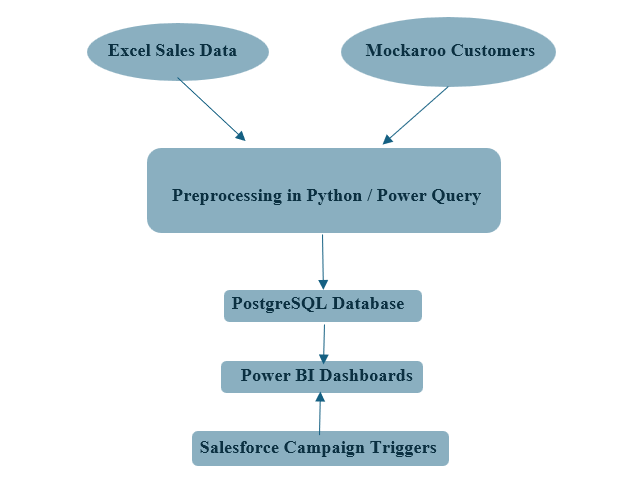 Excel Sales Data
Mockaroo Customers
Preprocessing in Python / Power Query
PostgreSQL Database
Power BI Dashboards
Salesforce Campaign Triggers